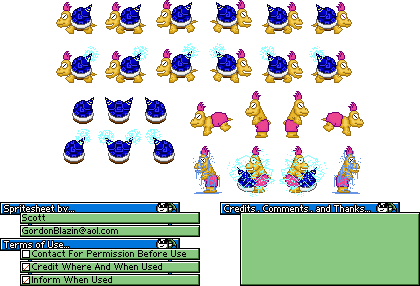 Spritesheet by...
Scott
GordonBlazin@aol.com
Terms of Use...
Contact For Permission Before Use
Credit Where And When Used
Inform When Used
Credits, Comments, and Thanks...